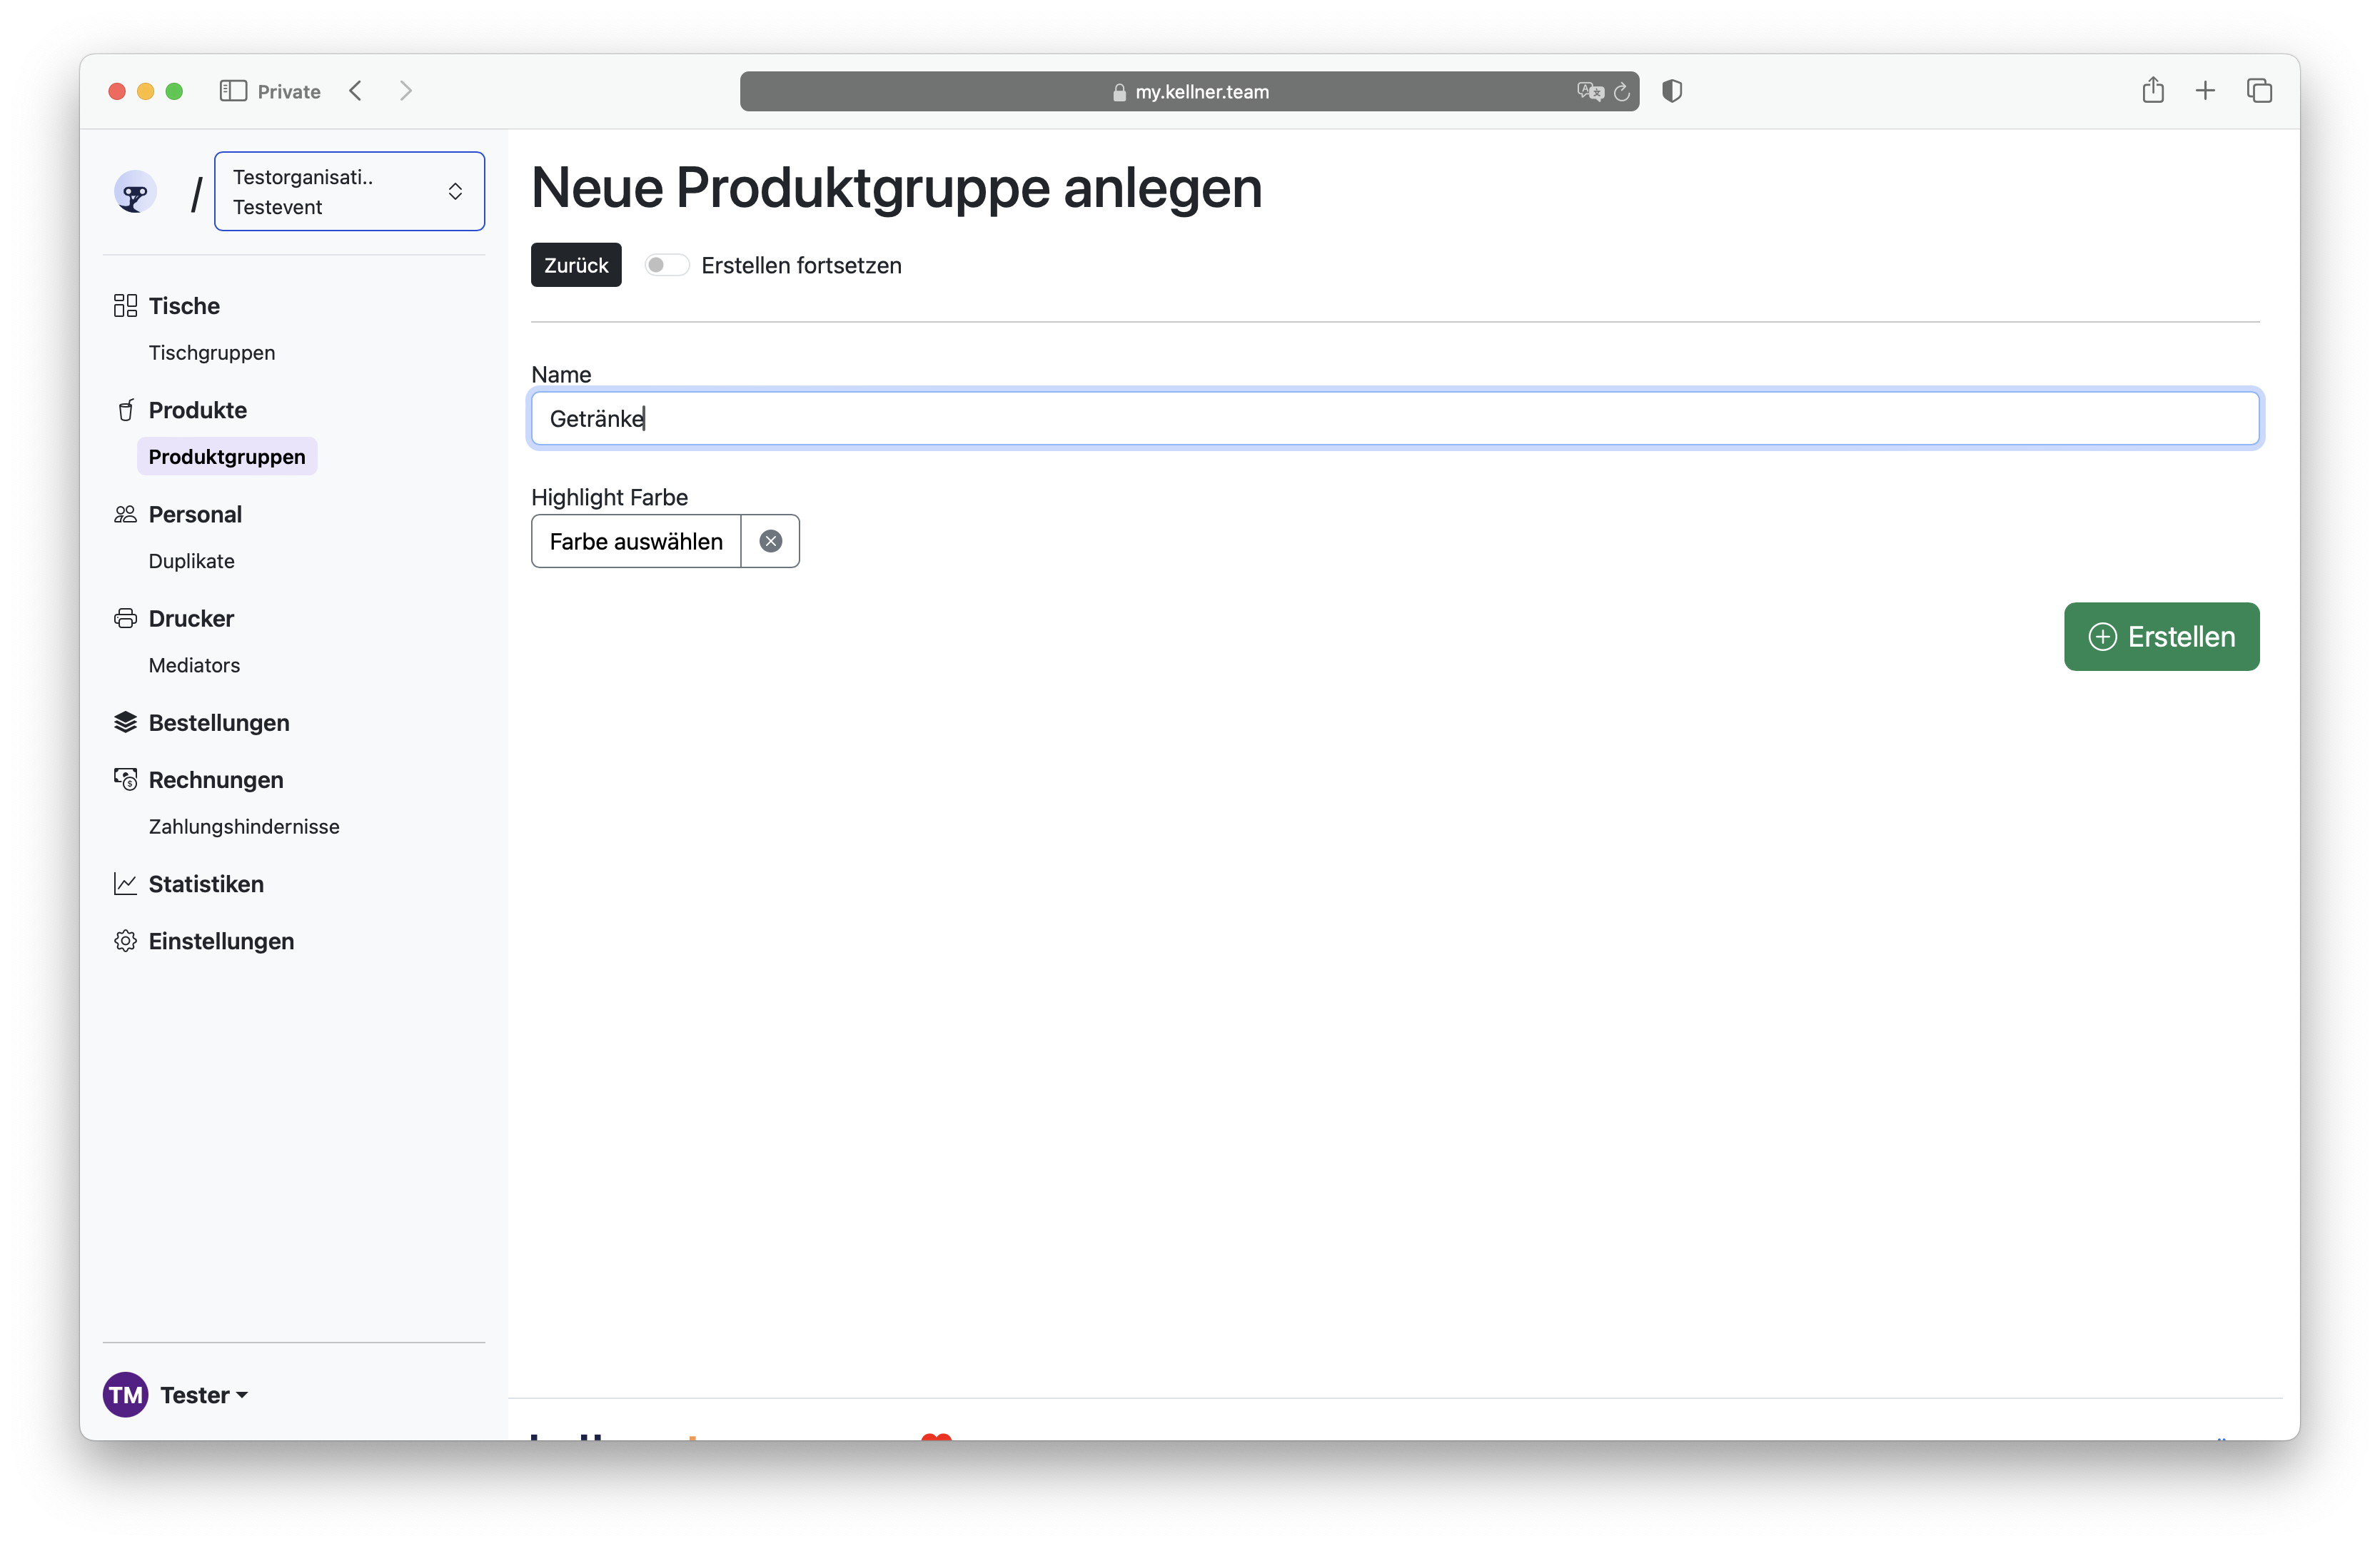 Private
my.kellner.team
/
Testorganisati..
Testevent
Tische
Tischgruppen
Produkte
Produktgruppen
Personal
Duplikate
Drucker
Mediators
Bestellungen
Rechnungen
Zahlungshindernisse
Statistiken
Einstellungen
TM Tester
Neue Produktgruppe anlegen
Zurück Erstellen fortsetzen
Name
Getränke
Highlight Farbe
Farbe auswählen
Erstellen